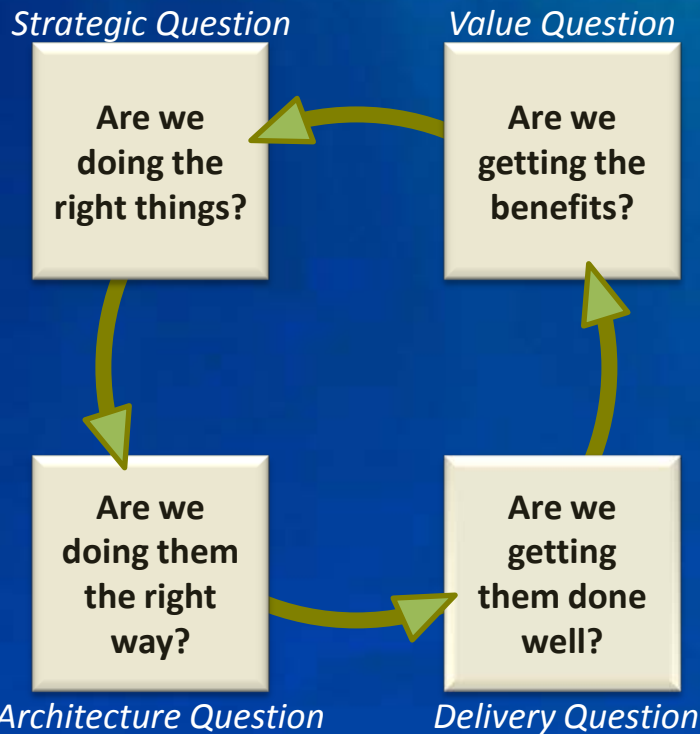 Strategic Question
Are we
doing the
right things?
Value Question
Are we
getting the
benefits?
Are we
doing them
the right
way?
Architecture Question
Are we
getting
them done
well?
Delivery Question